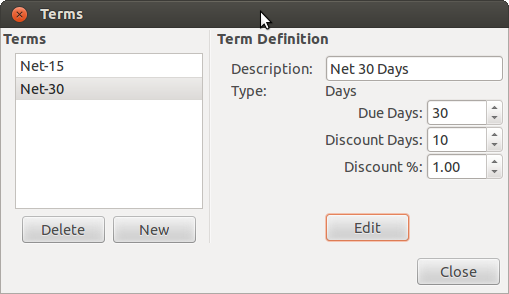 Terms
Terms
Term Definition
Net-15
Net-30
Description: Net 30 Days
Type: Days
Due Days: 30
Discount Days: 10
Discount %: 1.00
Delete
New
Edit
Close